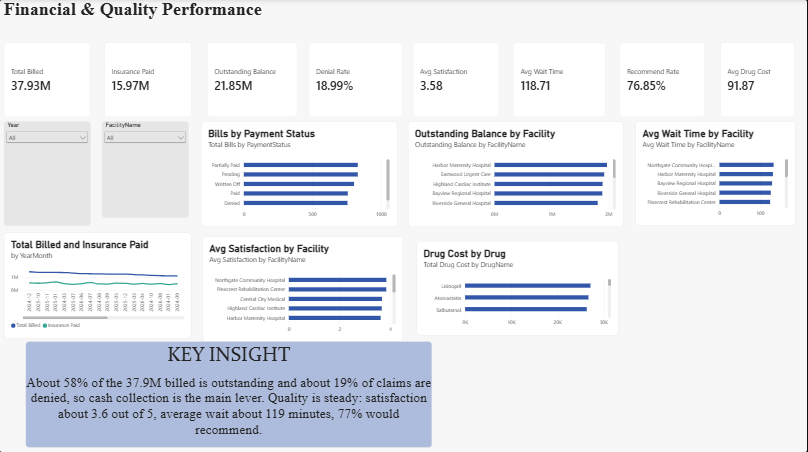 Financial & Quality Performance
Total Billed
37.93M
Insurance Paid
15.97M
Outstanding Balance
21.85M
Denial Rate
18.99%
Avg Satisfaction
3.58
Avg Wait Time
118.71
Recommend Rate
76.85%
Avg Drug Cost
91.87
Year
All
FacilityName
All
Bills by Payment Status
Total Bills by PaymentStatus
Partially Paid
Pending
Written Off
Paid
Denied
0 500 1000
Outstanding Balance by Facility
Outstanding Balance by FacilityName
Harbor Maternity Hospital
Eastwood Urgent Care
Highland Cardiac Institute
Bayview Regional Hospital
Riverside General Hospital
0M 1M 2M
Avg Wait Time by Facility
Avg Wait Time by FacilityName
Northgate Community Hospi...
Harbor Maternity Hospital
Bayview Regional Hospital
Riverside General Hospital
Pinecrest Rehabilitation Center
0 500
Total Billed and Insurance Paid
by YearMonth
1M
0M
Total Billed Insurance Paid
Avg Satisfaction by Facility
Avg Satisfaction by FacilityName
Northgate Community Hospital
Pinecrest Rehabilitation Center
Central City Medical
Highland Cardiac Institute
Harbor Maternity Hospital
0 2 4
Drug Cost by Drug
Total Drug Cost by DrugName
Lisinopril
Atorvastatin
Salbutamol
0K 10K 20K 30K
KEY INSIGHT
About 58% of the 37.9M billed is outstanding and about 19% of claims are
denied, so cash collection is the main lever. Quality is steady: satisfaction
about 3.6 out of 5, average wait about 119 minutes, 77% would
recommend.